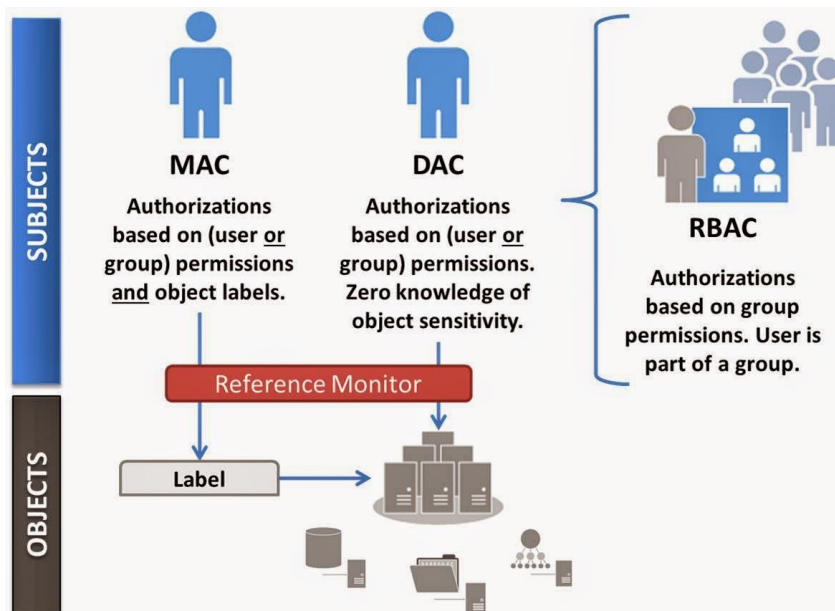 SUBJECTS
MAC
Authorizations
based on (user or
group) permissions
and object labels.
DAC
Authorizations
based on (user or
group) permissions.
Zero knowledge of
object sensitivity.
RBAC
Authorizations
based on group
permissions. User is
part of a group.
Reference Monitor
OBJECTS
Label